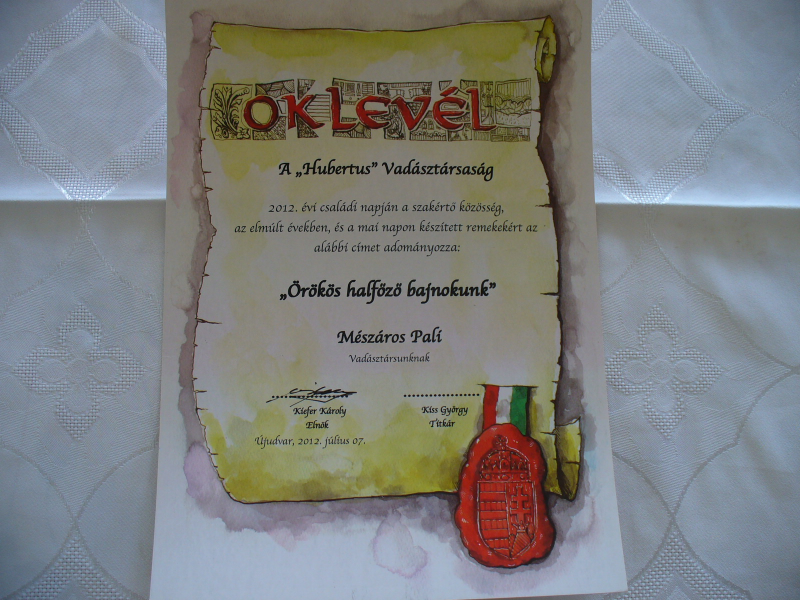 OKLEVÉL
A „Hubertus” Vadásztársaság
2012. évi családi napján a szakértő közösség,
az elmúlt években, és a mai napon készített remekekért az
alábbi címet adományozza:
„Örökös halfőző bajnokunk”
Mészáros Pali
Vadásztársunknak
Kiefer Károly
Elnök
Kiss György
Titkár
Újudvar, 2012. július 07.